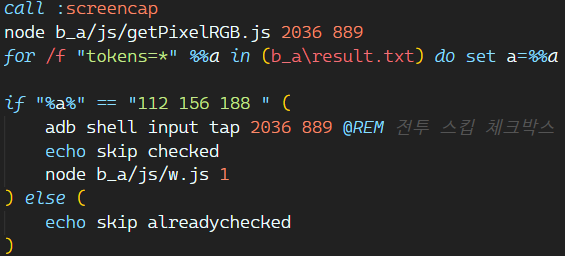 call :screencap
node b_a/js/getPixelRGB.js 2036 889
for /f "tokens=*" %%a in (b_a\result.txt) do set a=%%a
if "%a%" == "112 156 188 " (
adb shell input tap 2036 889 @REM 전투 스킵 체크박스
echo skip checked
node b_a/js/w.js 1
) else (
echo skip alreadychecked
)